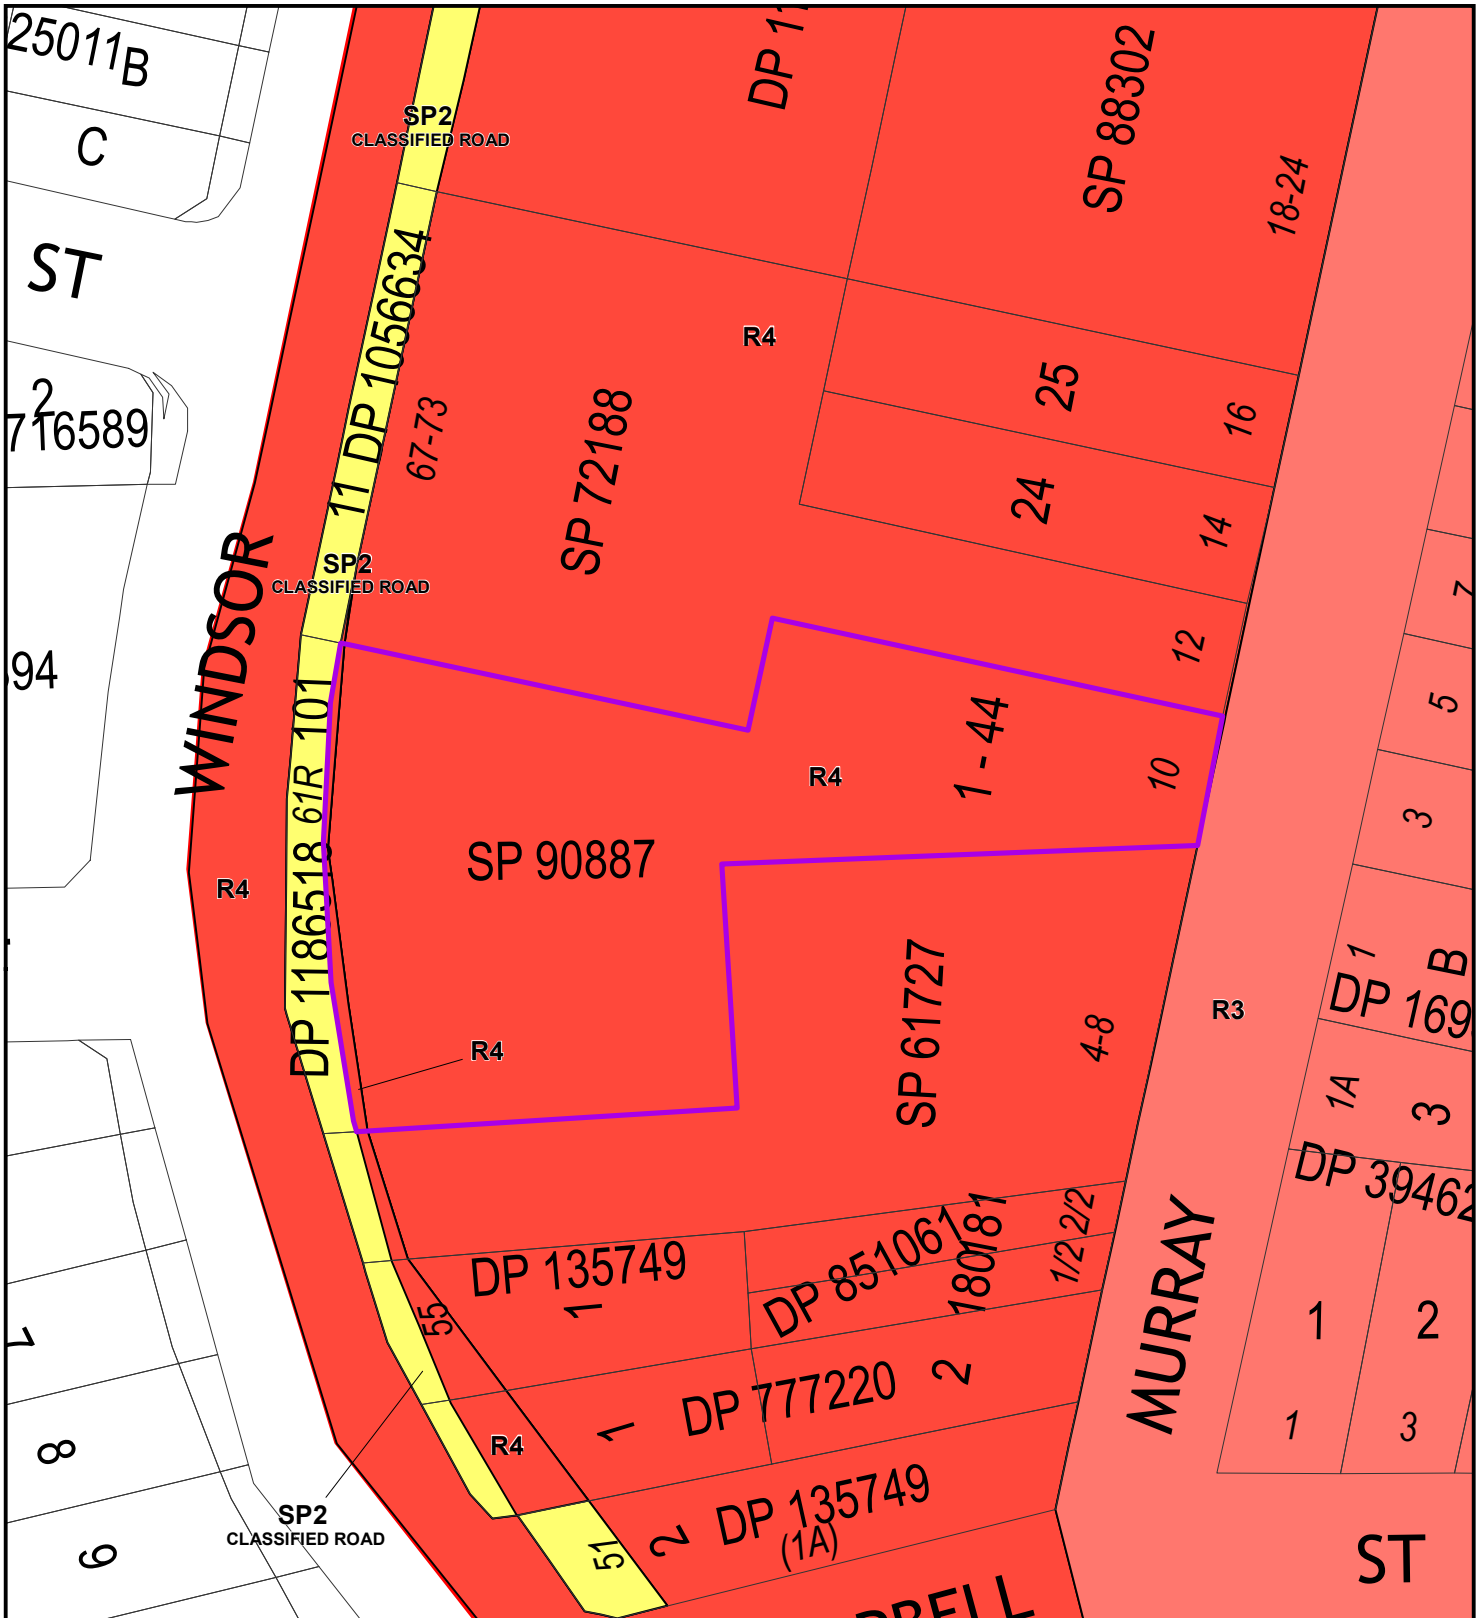 25011
B
C
ST
2
716589
SP2
CLASSIFIED ROAD
DP 1056634
11
67-73
SP2
CLASSIFIED ROAD
WINDSOR
SP 72188
R4
SP 88302
18-24
25
16
24
14
12
101
61R
DP 1186518
R4
SP 90887
R4
1 - 44
10
R4
SP 61727
4-8
R3
7
5
3
1
B
DP 169
1A
3
DP 39462
MURRAY
1
2
1
3
ST
DP 135749
1
55
DP 851061
180
181
1/2
2/2
1
DP 777220
2
R4
2
DP 135749
(1A)
51
SP2
CLASSIFIED ROAD
7
8
9